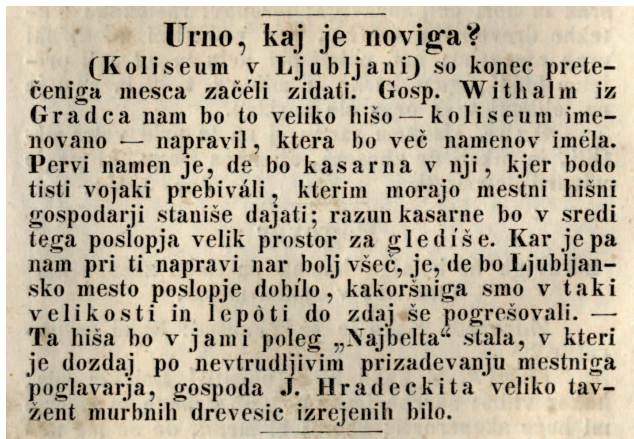 Urno, kaj je noviga?
(Koliseum v Ljubljani) so konec prete-
čeniga mesca začéli zidati. Gosp. Withalm iz
Gradca nam bo to veliko hišo — koliseum ime-
novano — napravil, ktera bo več namenov iméla.
Pervi namen je, de bo kasarna v nji, kjer bodo
tisti vojaki prebiváli, kterim morajo mestni hišni
gospodarji staniše dajati; razun kasarne bo v sredi
tega poslopja velik prostor za glediše. Kar je pa
nam pri ti napravi nar bolj všeč, je, de bo Ljubljan-
sko mesto poslopje dobílo, kakoršniga smo v taki
velikosti in lepòti do zdaj še pogrešovali. —
Ta hiša bo v jami poleg „Najbelta“ stala, v kteri
je dozdaj po nevtrudljivim prizadevanju mestniga
poglavarja, gospoda J. Hradeckita veliko tav-
žent murbnih drevesic izrejenih bilo.